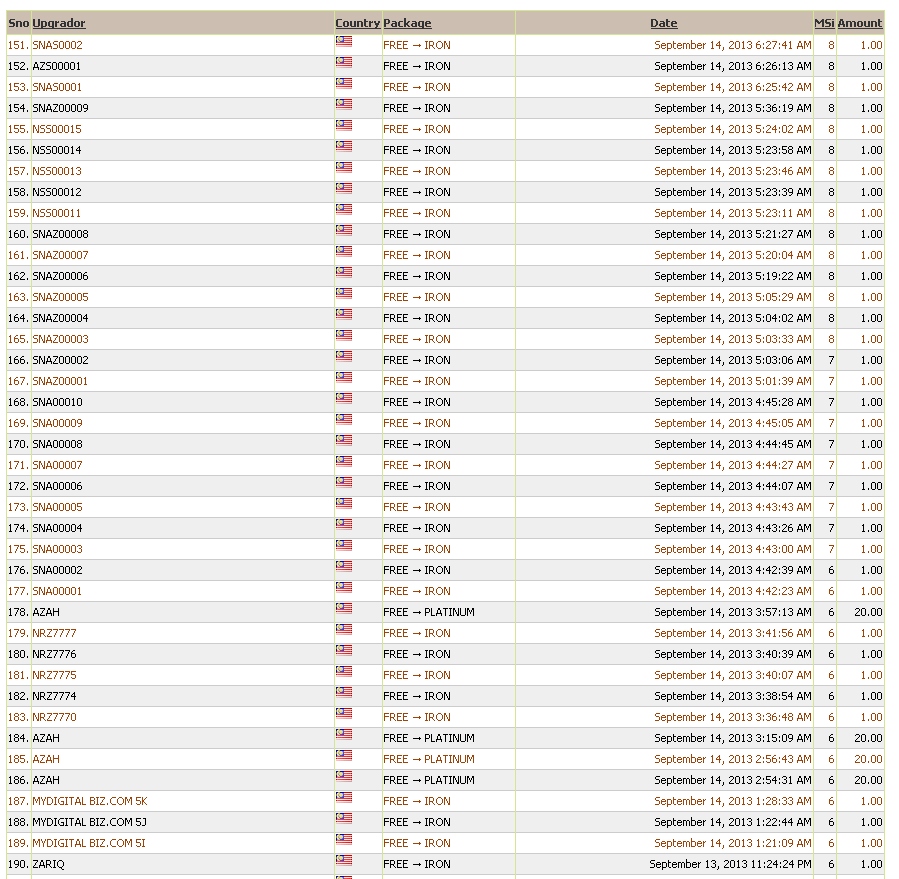 Sno Upgrador Country Package Date MSi Amount
151. SNAS0002 FREE → IRON September 14, 2013 6:27:41 AM 8 1.00
152. AZS00001 FREE → IRON September 14, 2013 6:26:13 AM 8 1.00
153. SNAS0001 FREE → IRON September 14, 2013 6:25:42 AM 8 1.00
154. SNAZ00009 FREE → IRON September 14, 2013 5:36:19 AM 8 1.00
155. NSS00015 FREE → IRON September 14, 2013 5:24:02 AM 8 1.00
156. NSS00014 FREE → IRON September 14, 2013 5:23:58 AM 8 1.00
157. NSS00013 FREE → IRON September 14, 2013 5:23:46 AM 8 1.00
158. NSS00012 FREE → IRON September 14, 2013 5:23:39 AM 8 1.00
159. NSS00011 FREE → IRON September 14, 2013 5:23:11 AM 8 1.00
160. SNAZ00008 FREE → IRON September 14, 2013 5:21:27 AM 8 1.00
161. SNAZ00007 FREE → IRON September 14, 2013 5:20:04 AM 8 1.00
162. SNAZ00006 FREE → IRON September 14, 2013 5:19:22 AM 8 1.00
163. SNAZ00005 FREE → IRON September 14, 2013 5:05:29 AM 8 1.00
164. SNAZ00004 FREE → IRON September 14, 2013 5:04:02 AM 8 1.00
165. SNAZ00003 FREE → IRON September 14, 2013 5:03:33 AM 8 1.00
166. SNAZ00002 FREE → IRON September 14, 2013 5:03:06 AM 7 1.00
167. SNAZ00001 FREE → IRON September 14, 2013 5:01:39 AM 7 1.00
168. SNA00010 FREE → IRON September 14, 2013 4:45:28 AM 7 1.00
169. SNA00009 FREE → IRON September 14, 2013 4:45:05 AM 7 1.00
170. SNA00008 FREE → IRON September 14, 2013 4:44:45 AM 7 1.00
171. SNA00007 FREE → IRON September 14, 2013 4:44:27 AM 7 1.00
172. SNA00006 FREE → IRON September 14, 2013 4:44:07 AM 7 1.00
173. SNA00005 FREE → IRON September 14, 2013 4:43:43 AM 7 1.00
174. SNA00004 FREE → IRON September 14, 2013 4:43:26 AM 7 1.00
175. SNA00003 FREE → IRON September 14, 2013 4:43:00 AM 7 1.00
176. SNA00002 FREE → IRON September 14, 2013 4:42:39 AM 6 1.00
177. SNA00001 FREE → IRON September 14, 2013 4:42:23 AM 6 1.00
178. AZAH FREE → PLATINUM September 14, 2013 3:57:13 AM 6 20.00
179. NRZ7777 FREE → IRON September 14, 2013 3:41:56 AM 6 1.00
180. NRZ7776 FREE → IRON September 14, 2013 3:40:39 AM 6 1.00
181. NRZ7775 FREE → IRON September 14, 2013 3:40:07 AM 6 1.00
182. NRZ7774 FREE → IRON September 14, 2013 3:38:54 AM 6 1.00
183. NRZ7770 FREE → IRON September 14, 2013 3:36:48 AM 6 1.00
184. AZAH FREE → PLATINUM September 14, 2013 3:15:09 AM 6 20.00
185. AZAH FREE → PLATINUM September 14, 2013 2:56:43 AM 6 20.00
186. AZAH FREE → PLATINUM September 14, 2013 2:54:31 AM 6 20.00
187. MYDIGITAL BIZ.COM 5K FREE → IRON September 14, 2013 1:28:33 AM 6 1.00
188. MYDIGITAL BIZ.COM 5J FREE → IRON September 14, 2013 1:22:44 AM 6 1.00
189. MYDIGITAL BIZ.COM 5I FREE → IRON September 14, 2013 1:21:09 AM 6 1.00
190. ZARIQ FREE → IRON September 13, 2013 11:24:24 PM 6 1.00